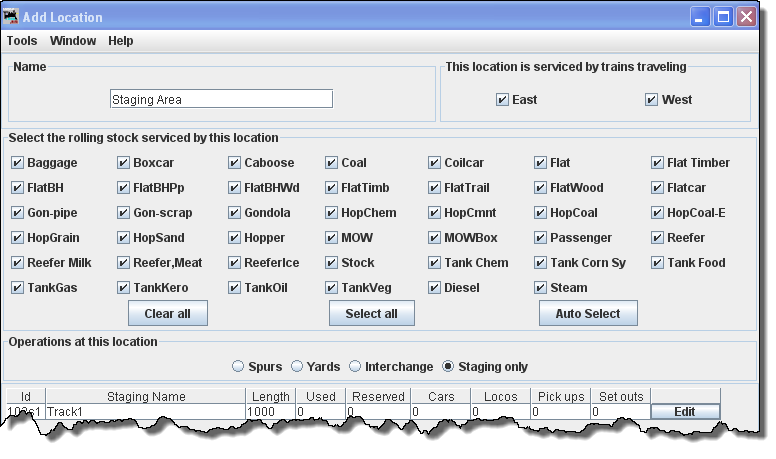 Add Location
Tools Window Help
Name
This location is serviced by trains traveling
Staging Area
East West
Select the rolling stock serviced by this location
Baggage Boxcar Caboose Coal Coilcar Flat Flat Timber
FlatBH FlatBHPp FlatBHWd FlatTimb FlatTrail FlatWood Flatcar
Gon-pipe Gon-scrap Gondola HopChem HopCmnt HopCoal HopCoal-E
HopGrain HopSand Hopper MOW MOWBox Passenger Reefer
Reefer Milk Reefer,Meat ReeferIce Stock Tank Chem Tank Corn Sy Tank Food
TankGas TankKero TankOil TankVeg Diesel Steam
Clear all Select all Auto Select
Operations at this location
Spurs Yards Interchange Staging only
Id Staging Name Length Used Reserved Cars Locos Pick ups Set outs
Track1 1000 0 0 0 0 0 0 Edit